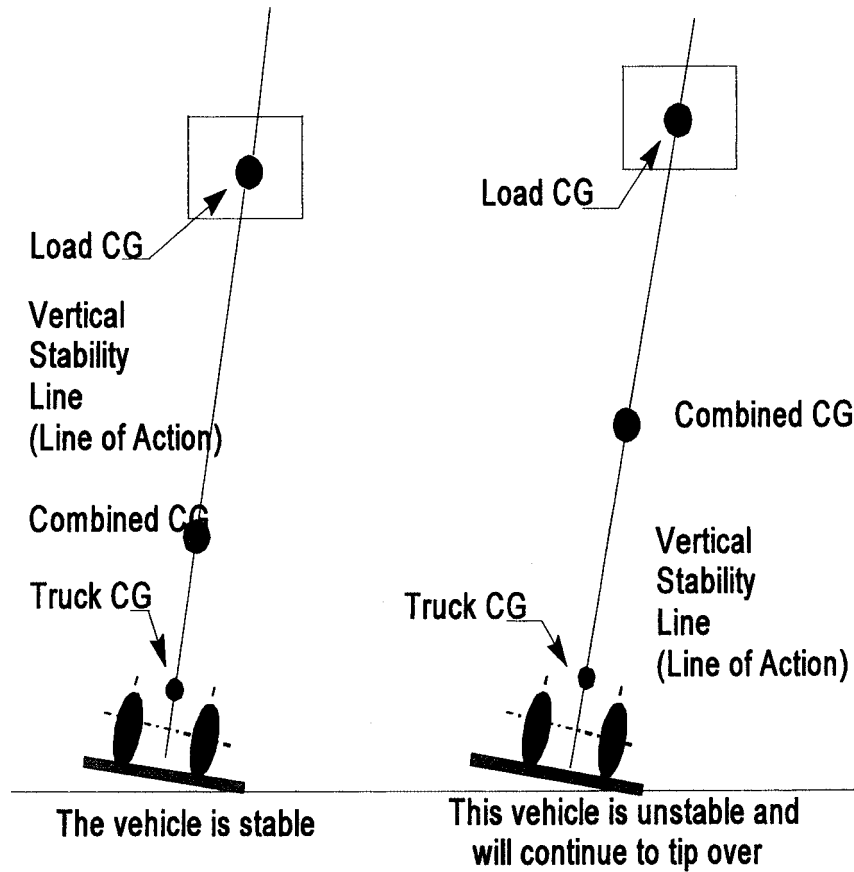 Load CG
Vertical
Stability
Line
(Line of Action)
Combined CG
Truck CG
The vehicle is stable
Load CG
Combined CG
Vertical
Stability
Line
(Line of Action)
Truck CG
This vehicle is unstable and
will continue to tip over